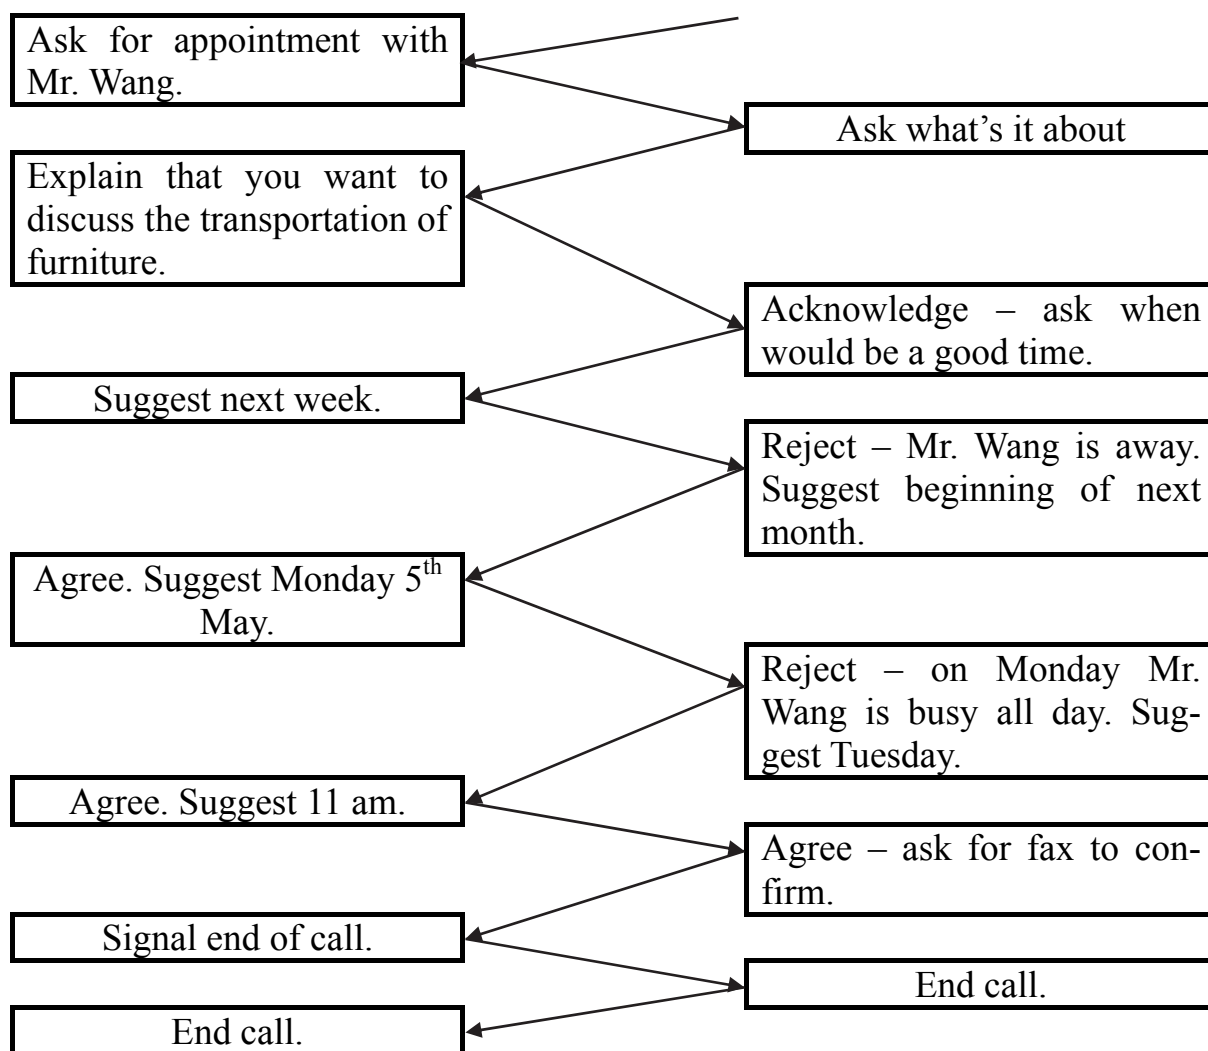 Ask for appointment with
Mr. Wang.
Ask what’s it about
Explain that you want to
discuss the transportation of
furniture.
Acknowledge – ask when
would be a good time.
Suggest next week.
Reject – Mr. Wang is away.
Suggest beginning of next
month.
Agree. Suggest Monday 5th
May.
Reject – on Monday Mr.
Wang is busy all day. Sug-
gest Tuesday.
Agree. Suggest 11 am.
Agree – ask for fax to con-
firm.
Signal end of call.
End call.
End call.